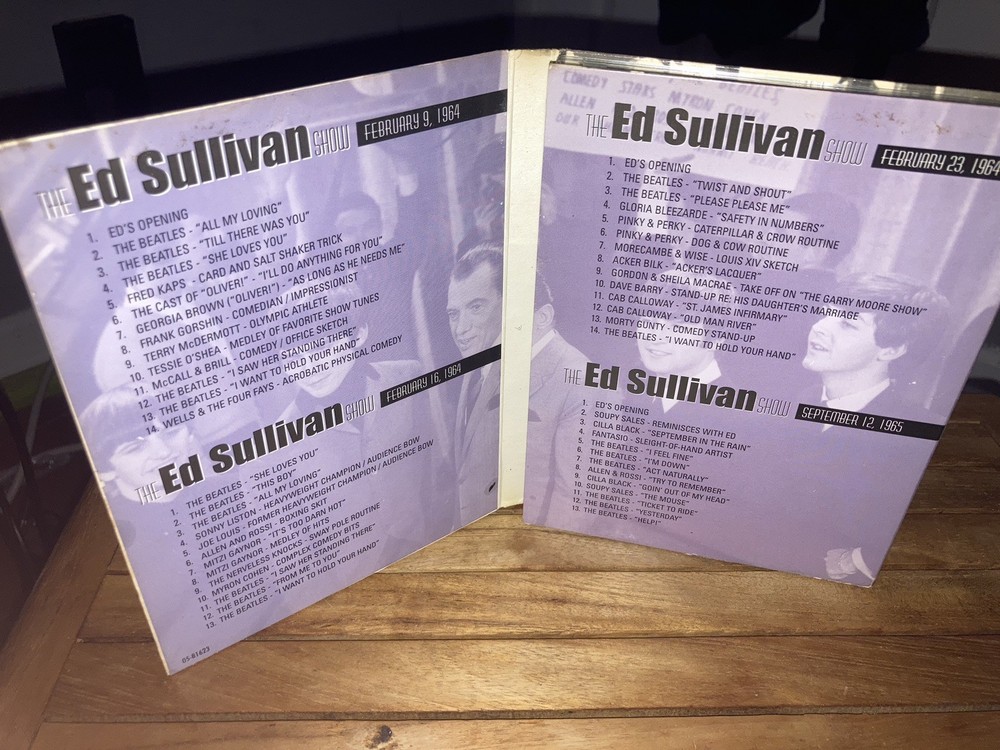 THE Ed Sullivan SHOW FEBRUARY 9, 1964
1. ED'S OPENING
2. THE BEATLES - "ALL MY LOVING"
3. THE BEATLES - "TILL THERE WAS YOU"
4. THE BEATLES - "SHE LOVES YOU"
5. FRED KAPS - CARD AND SALT SHAKER TRICK
6. THE CAST OF "OLIVER!" - "I'LL DO ANYTHING FOR YOU"
7. GEORGIA BROWN ("OLIVER!") - "AS LONG AS HE NEEDS ME"
8. FRANK GORSHIN - COMEDIAN / IMPRESSIONIST
9. TERRY McDERMOTT - OLYMPIC ATHLETE
10. TESSIE O'SHEA - MEDLEY OF FAVORITE SHOW TUNES
11. McCALL & BRILL - COMEDY / OFFICE SKETCH
12. THE BEATLES - "I SAW HER STANDING THERE"
13. THE BEATLES - "I WANT TO HOLD YOUR HAND"
14. WELLS & THE FOUR FAYS - ACROBATIC PHYSICAL COMEDY
THE Ed Sullivan SHOW FEBRUARY 16, 1964
1. THE BEATLES - "SHE LOVES YOU"
2. THE BEATLES - "THIS BOY"
3. THE BEATLES - "ALL MY LOVING"
4. SONNY LISTON - HEAVYWEIGHT CHAMPION / AUDIENCE BOW
5. JOE LOUIS - FORMER HEAVYWEIGHT CHAMPION / AUDIENCE BOW
6. ALLEN AND ROSSI - BOXING SKIT
7. MITZI GAYNOR - "IT'S TOO DARN HOT"
8. MITZI GAYNOR - MEDLEY OF HITS
9. THE NERVELESS KNOCKS - SWAY POLE ROUTINE
10. MYRON COHEN - COMPLEX COMEDY BITS
11. THE BEATLES - "I SAW HER STANDING THERE"
12. THE BEATLES - "FROM ME TO YOU"
13. THE BEATLES - "I WANT TO HOLD YOUR HAND"
05-81623
COMEDY STARS MYRON COHEN
ALLEN
OUR
THE Ed Sullivan SHOW FEBRUARY 23, 1964
1. ED'S OPENING
2. THE BEATLES - "TWIST AND SHOUT"
3. THE BEATLES - "PLEASE PLEASE ME"
4. GLORIA BLEEZARDE - "SAFETY IN NUMBERS"
5. PINKY & PERKY - CATERPILLAR & CROW ROUTINE
6. PINKY & PERKY - DOG & COW ROUTINE
7. MORECAMBE & WISE - LOUIS XIV SKETCH
8. ACKER BILK - "ACKER'S LACQUER"
9. GORDON & SHEILA MACRAE - TAKE OFF ON "THE GARRY MOORE SHOW"
10. DAVE BARRY - STAND-UP RE: HIS DAUGHTER'S MARRIAGE
11. CAB CALLOWAY - "ST. JAMES INFIRMARY"
12. CAB CALLOWAY - "OLD MAN RIVER"
13. MORTY GUNTY - COMEDY STAND-UP
14. THE BEATLES - "I WANT TO HOLD YOUR HAND"
THE Ed Sullivan SHOW SEPTEMBER 12, 1965
1. ED'S OPENING
2. SOUPY SALES - REMINISCES WITH ED
3. CILLA BLACK - "SEPTEMBER IN THE RAIN"
4. FANTASIO - SLEIGHT-OF-HAND ARTIST
5. THE BEATLES - "I FEEL FINE"
6. THE BEATLES - "I'M DOWN"
7. THE BEATLES - "ACT NATURALLY"
8. ALLEN & ROSSI - "TRY TO REMEMBER"
9. CILLA BLACK - "GOIN' OUT OF MY HEAD"
10. SOUPY SALES - "THE MOUSE"
11. THE BEATLES - "TICKET TO RIDE"
12. THE BEATLES - "YESTERDAY"
13. THE BEATLES - "HELP!"